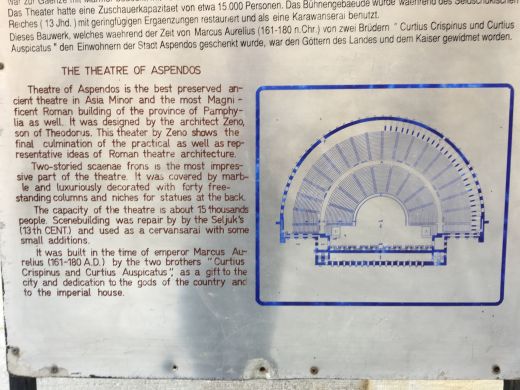 war zur Gaenze mit
Das Theater hatte eine Zuschauerkapazitaet von etwa 15 000 Personen. Das Bühnengebaeude wurde waehrend des Seldschukischen
Reiches ( 13 Jhd. ) mit geringfügigen Ergaenzungen restauriert und als eine Karawanserai benutzt.
Dieses Bauwerk, welches waehrend der Zeit von Marcus Aurelius (161-180 n.Chr.) von zwei Brüdern " Curtius Crispinus und Curtius
Auspicatus " den Einwohnern der Stadt Aspendos geschenkt wurde, war den Göttern des Landes und dem Kaiser gewidmet worden.
THE THEATRE OF ASPENDOS
Theatre of Aspendos is the best preserved an-
cient theatre in Asia Minor and the most Magni-
ficent Roman building of the province of Pamphy-
lia as well. It was designed by the architect Zeno,
son of Theodorus. This theater by Zeno shows the
final culmination of the practical as well as rep-
resentative ideas of Roman theatre architecture.
Two-storied scaenae frons is the most impres-
sive part of the theatre. It was covered by marb-
le and luxuriously decorated with forty free-
standing columns and niches for statues at the back.
The capacity of the theatre is about 15 thousands
people. Scenebuilding was repair by by the Seljuk's
(13 th CENT.) and used as a cervansarai with some
small additions.
It was built in the time of emperor Marcus Au-
relius (161-180 A.D.) by the two brothers "Curtius
Crispinus and Curtius Auspicatus", as a gift to the
city and dedication to the gods of the country and
to the imperial house.